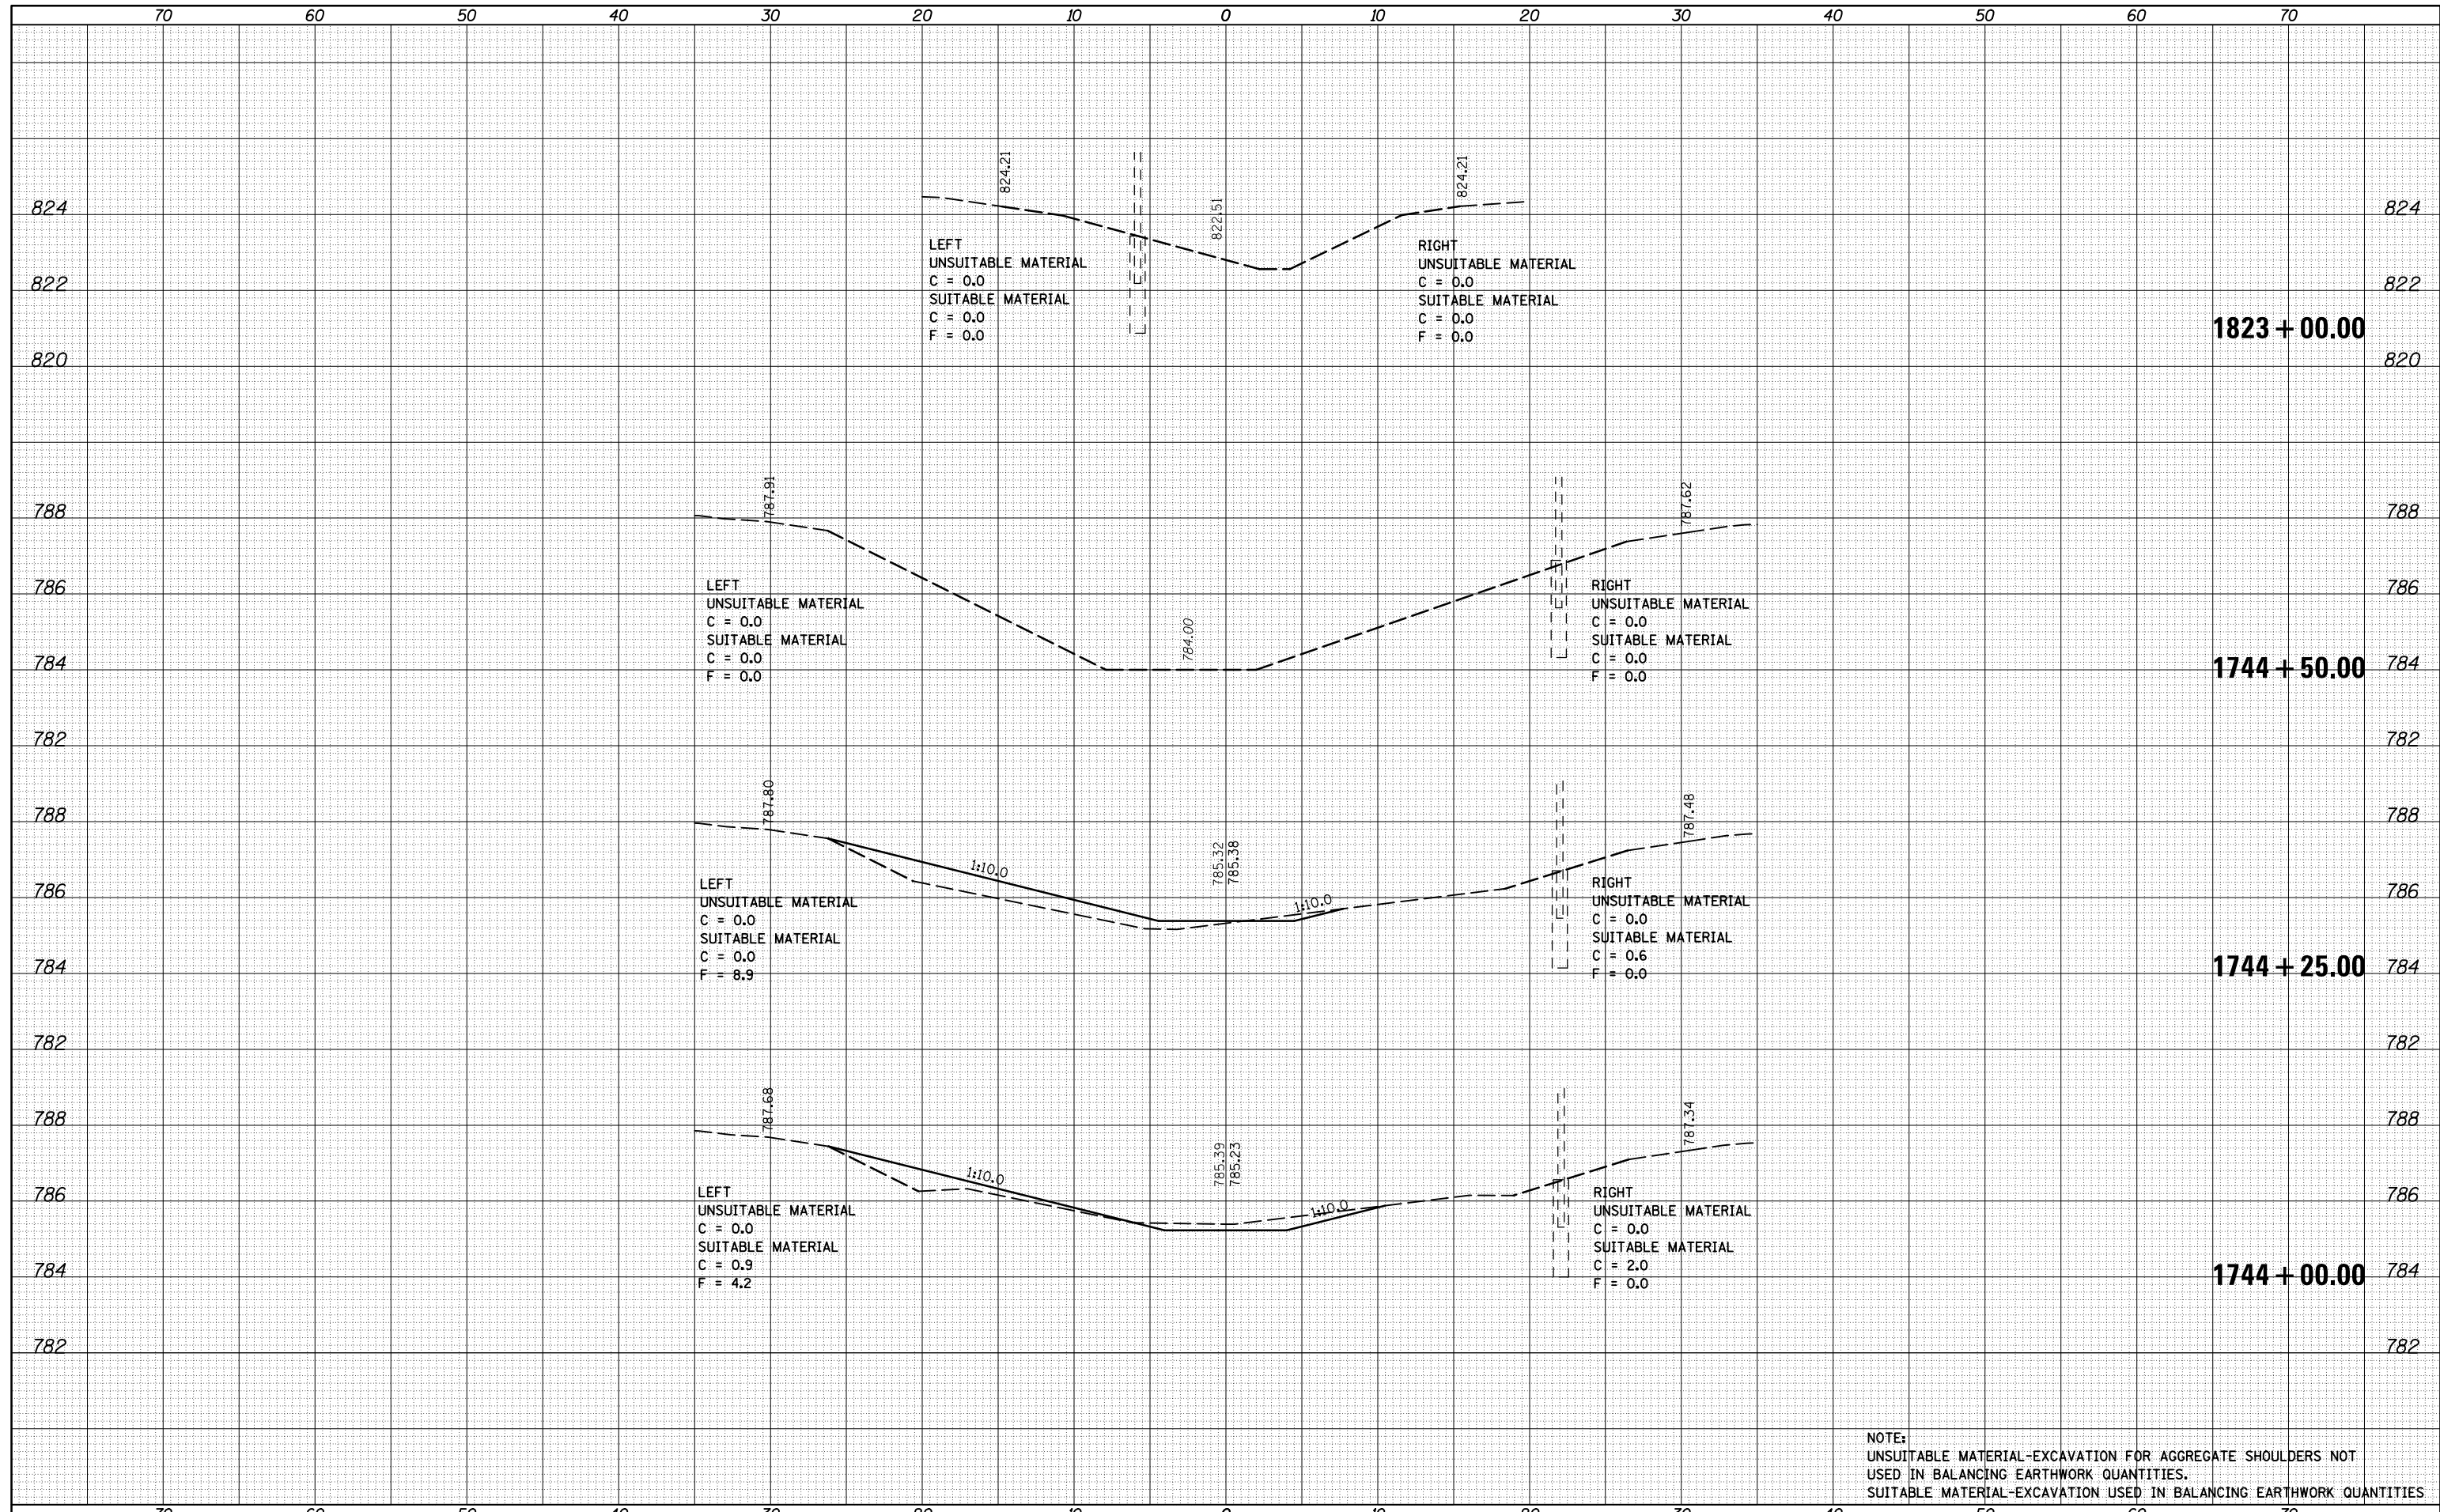 70 60 50 40 30 20 10 0 10 20 30 40 50 60 70
824.21
824.21
822.51
824 824
LEFT
UNSUITABLE MATERIAL
C = 0.0
SUITABLE MATERIAL
C = 0.0
F = 0.0
RIGHT
UNSUITABLE MATERIAL
C = 0.0
SUITABLE MATERIAL
C = 0.0
F = 0.0
822 822
1823 + 00.00
820 820
787.91
787.62
788 788
786 786
LEFT
UNSUITABLE MATERIAL
C = 0.0
SUITABLE MATERIAL
C = 0.0
F = 0.0
784.00
RIGHT
UNSUITABLE MATERIAL
C = 0.0
SUITABLE MATERIAL
C = 0.0
F = 0.0
784 1744 + 50.00 784
782 782
787.80
787.48
788 788
785.32
785.38
1:10.0
1:10.0
786 786
LEFT
UNSUITABLE MATERIAL
C = 0.0
SUITABLE MATERIAL
C = 0.0
F = 8.9
RIGHT
UNSUITABLE MATERIAL
C = 0.0
SUITABLE MATERIAL
C = 0.6
F = 0.0
784 1744 + 25.00 784
782 782
787.68
787.34
788 788
785.39
785.23
1:10.0
1:10.0
786 786
LEFT
UNSUITABLE MATERIAL
C = 0.0
SUITABLE MATERIAL
C = 0.9
F = 4.2
RIGHT
UNSUITABLE MATERIAL
C = 0.0
SUITABLE MATERIAL
C = 2.0
F = 0.0
784 1744 + 00.00 784
782 782
NOTE:
UNSUITABLE MATERIAL-EXCAVATION FOR AGGREGATE SHOULDERS NOT
USED IN BALANCING EARTHWORK QUANTITIES.
SUITABLE MATERIAL-EXCAVATION USED IN BALANCING EARTHWORK QUANTITIES